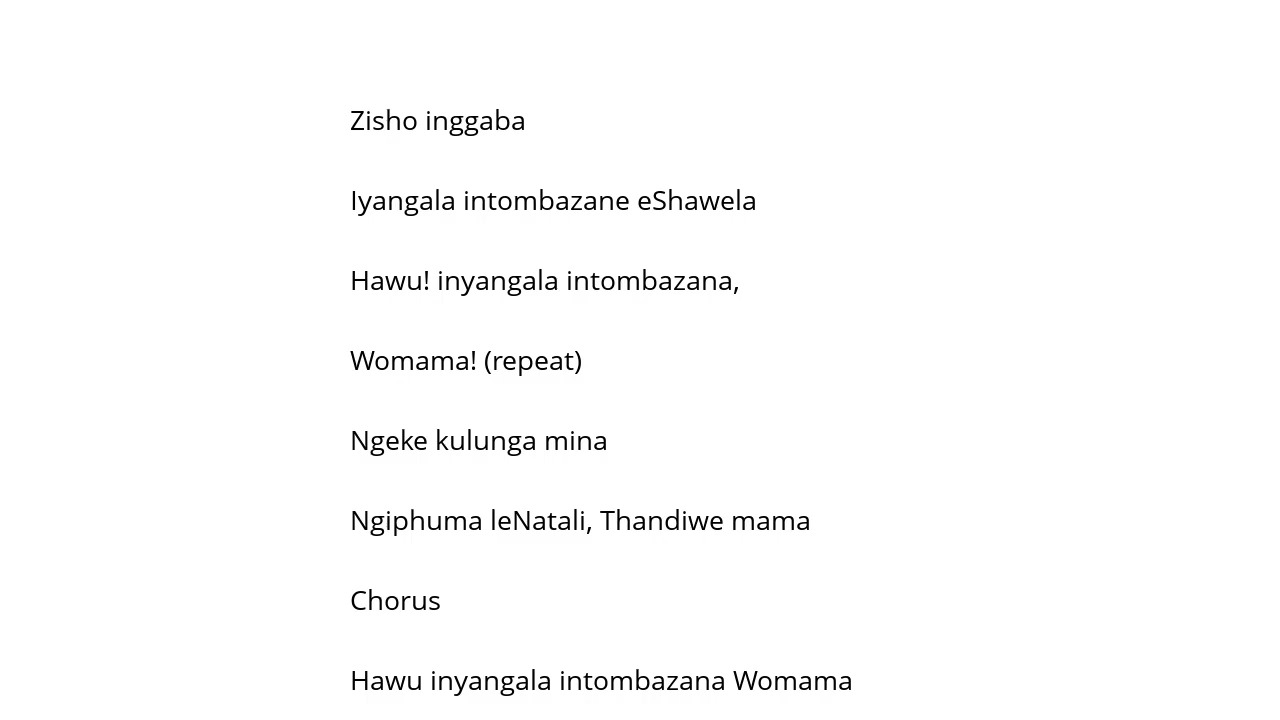 Zisho inggaba
Iyangala intombazane eShawela
Hawu! inyangala intombazana,
Womama! (repeat)
Ngeke kulunga mina
Ngiphuma leNatali, Thandiwe mama
Chorus
Hawu inyangala intombazana Womama